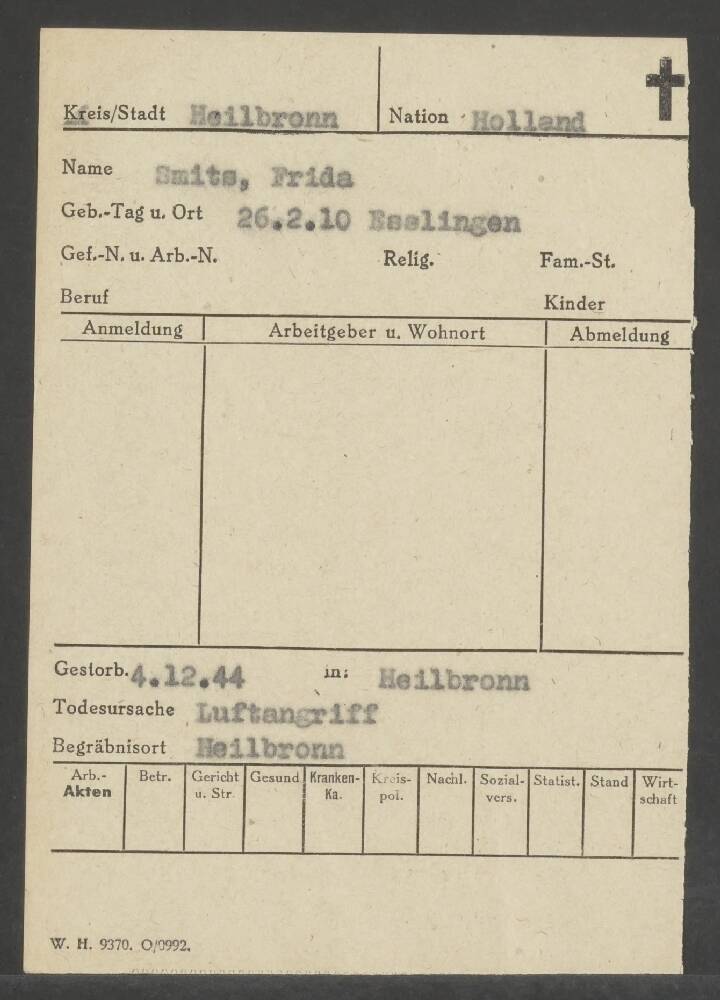 Kreis/Stadt Heilbronn Nation Holland
Name Smits, Frida
Geb.-Tag u. Ort 26.2.10 Esslingen
Gef.-N. u. Arb.-N. Relig. Fam.-St.
Beruf Kinder
Anmeldung Arbeitgeber u. Wohnort Abmeldung
Gestorb. 4.12.44 in: Heilbronn
Todesursache Luftangriff
Begräbnisort Heilbronn
Arb.- Betr. Gericht Gesund Kranken- Kreis- Nachl. Sozial- Statist. Stand Wirt-
Akten u. Str. Ka. pol. vers. schaft
W. H. 9370. O/0992.